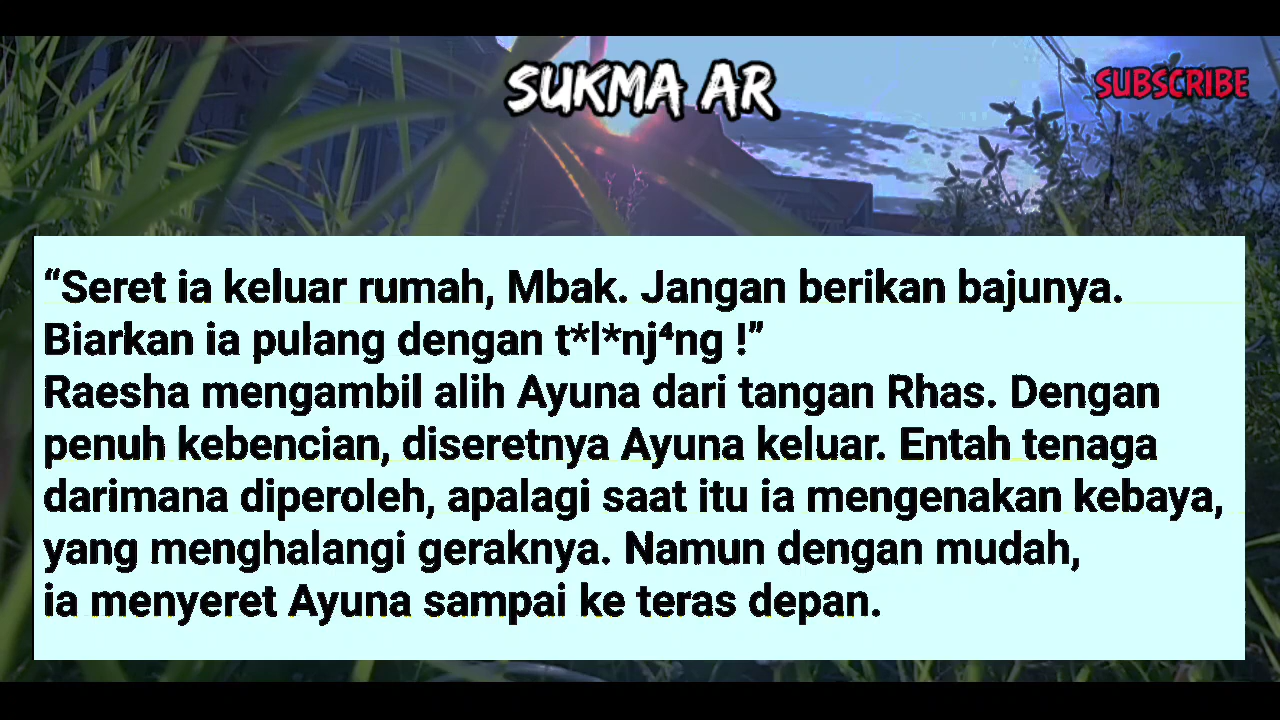 SUKMA AR
SUBSCRIBE
“Seret ia keluar rumah, Mbak. Jangan berikan bajunya.
Biarkan ia pulang dengan t*l*nj⁴ng !”
Raesha mengambil alih Ayuna dari tangan Rhas. Dengan
penuh kebencian, diseretnya Ayuna keluar. Entah tenaga
darimana diperoleh, apalagi saat itu ia mengenakan kebaya,
yang menghalangi geraknya. Namun dengan mudah,
ia menyeret Ayuna sampai ke teras depan.